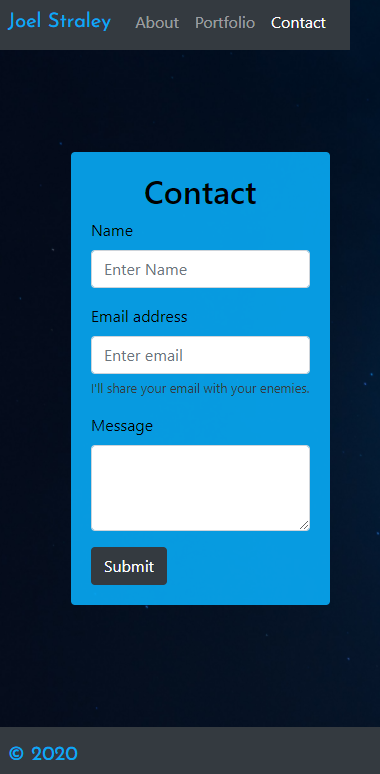 Joel Straley About Portfolio Contact
Contact
Name
Enter Name
Email address
Enter email
I'll share your email with your enemies.
Message
Submit
© 2020